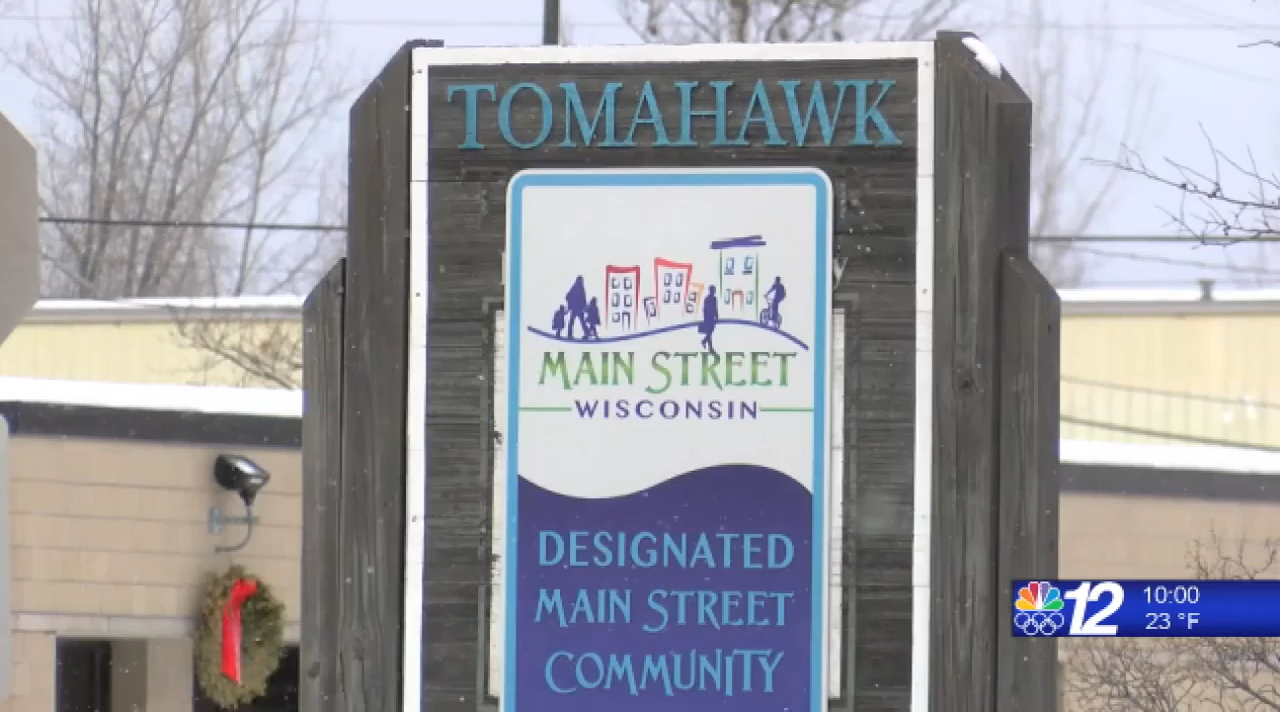 TOMAHAWK
MAIN STREET
WISCONSIN
DESIGNATED
MAIN STREET
COMMUNITY
12
10:00
23 °F